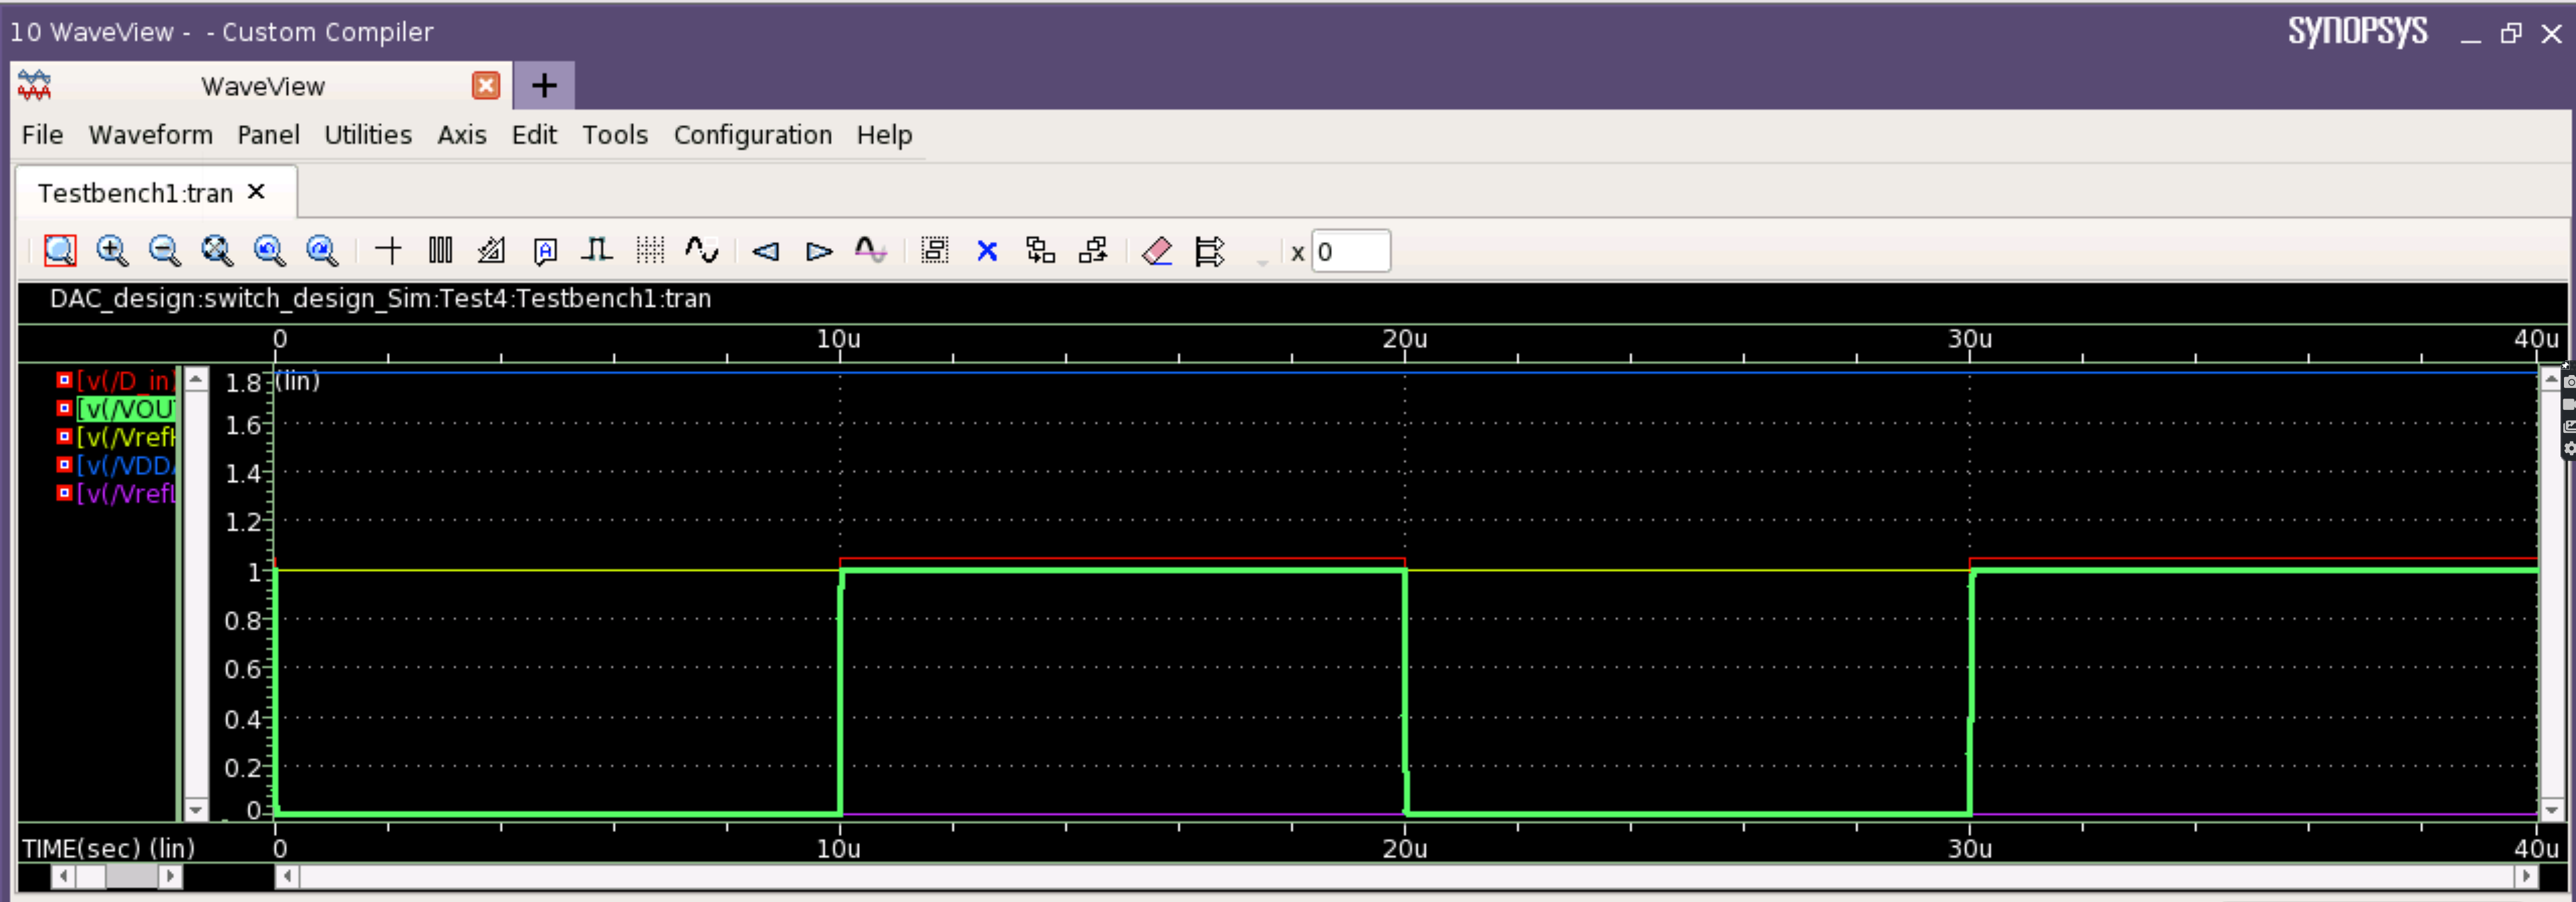 10 WaveView - - Custom Compiler
SYNOPSYS
WaveView
File Waveform Panel Utilities Axis Edit Tools Configuration Help
Testbench1:tran
x 0
DAC_design:switch_design_Sim:Test4:Testbench1:tran
0 10u 20u 30u 40u
[v(/D_in)
[v(/VOUT
[v(/VrefH
[v(/VDDA
[v(/VrefL
(lin)
1.8
1.6
1.4
1.2
1
0.8
0.6
0.4
0.2
0
TIME(sec) (lin) 0 10u 20u 30u 40u